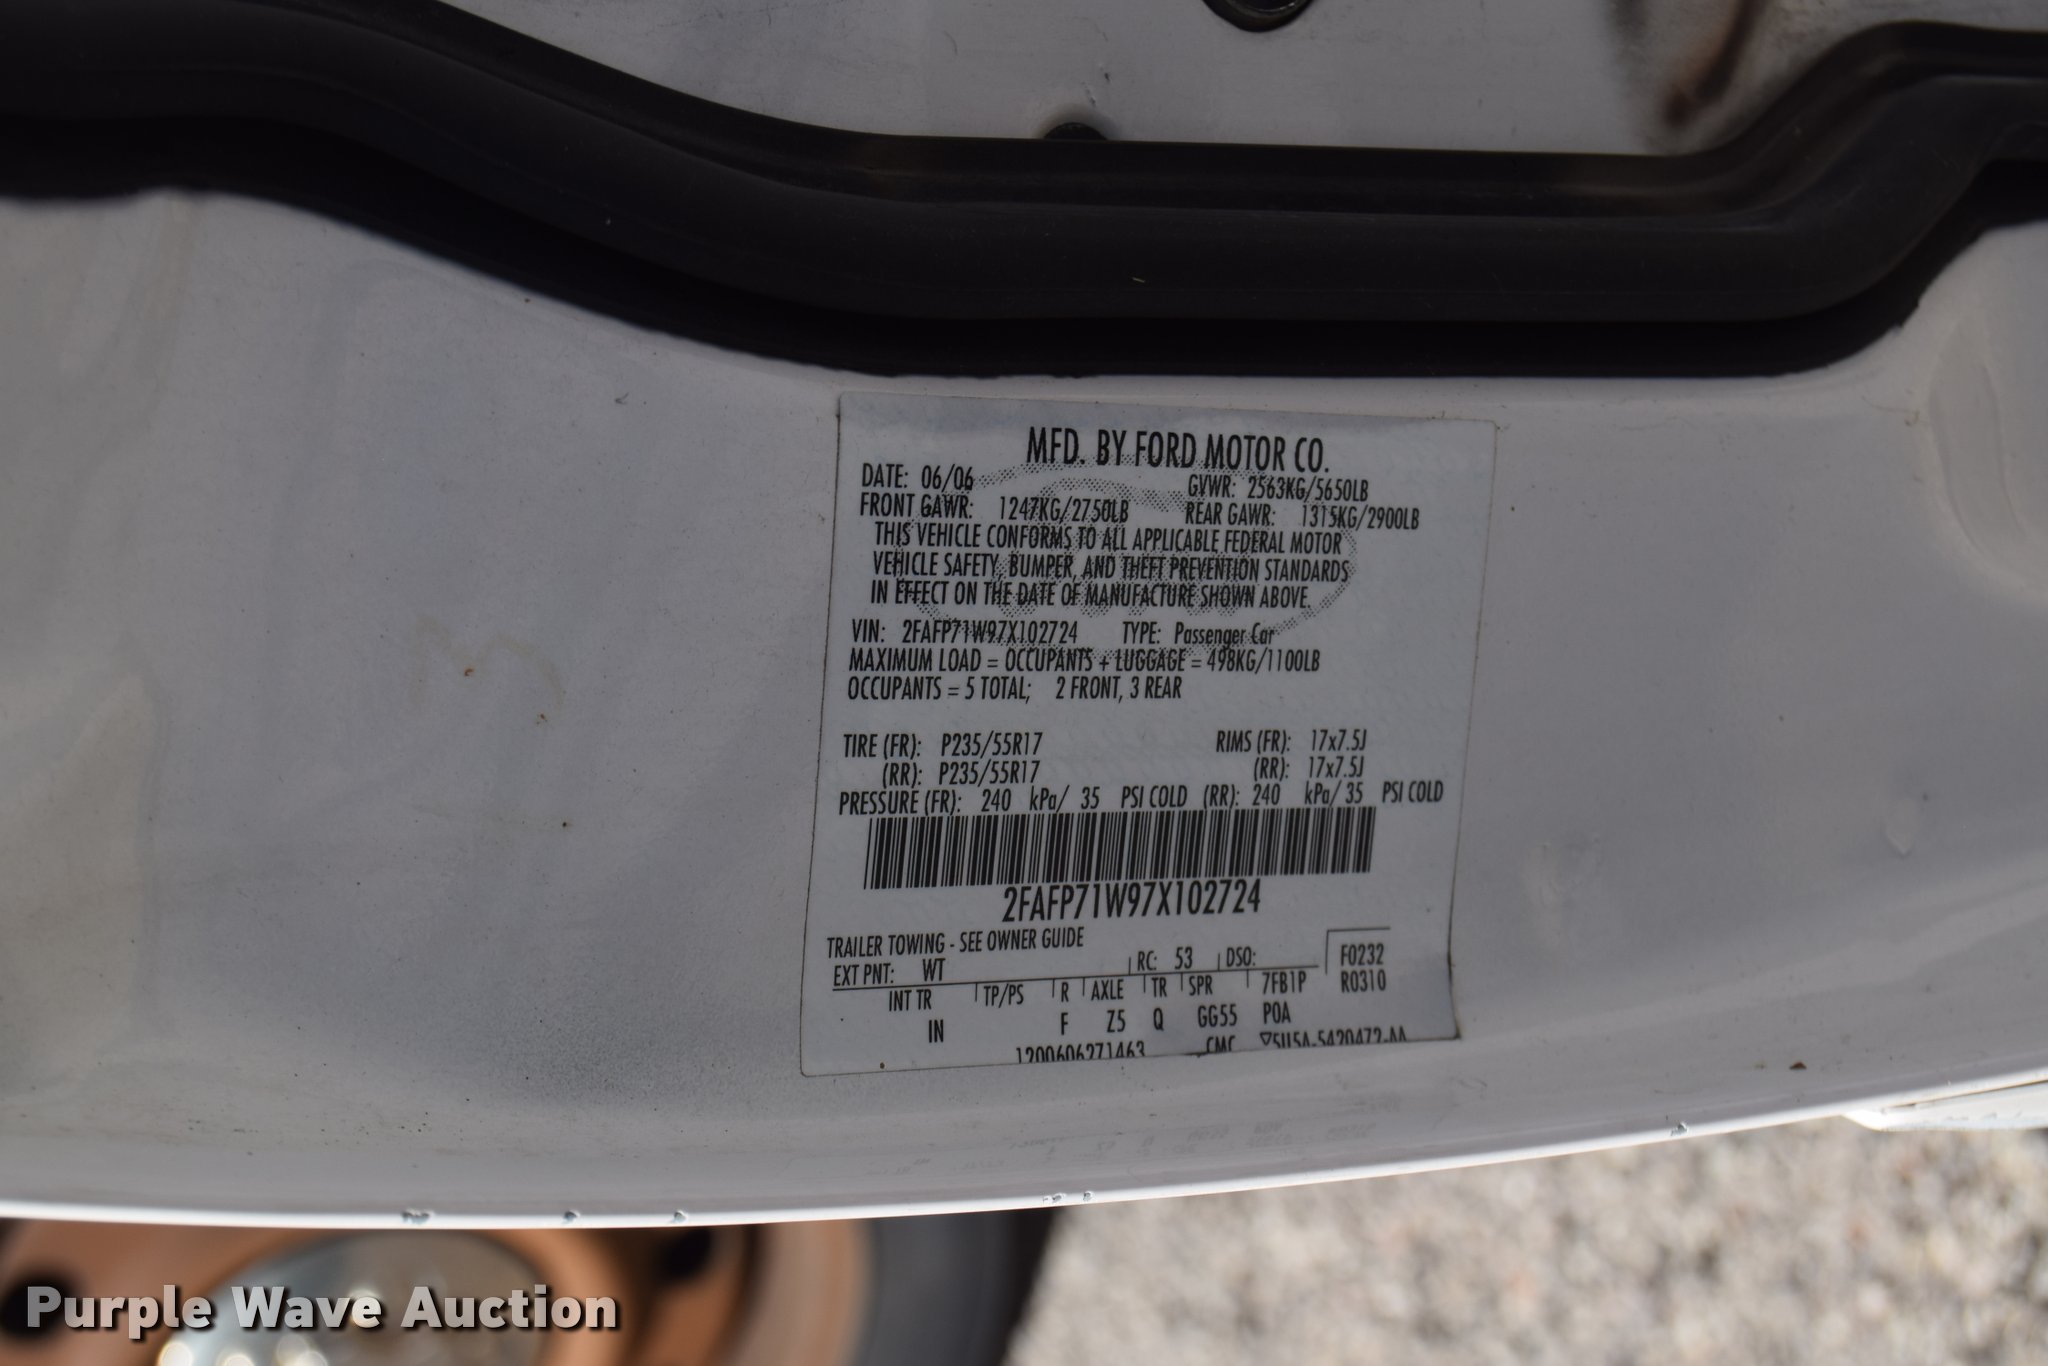 MFD. BY FORD MOTOR CO.
DATE: 06/06 GVWR: 2563KG/5650LB
FRONT GAWR: 1247KG/2750LB REAR GAWR: 1315KG/2900LB
THIS VEHICLE CONFORMS TO ALL APPLICABLE FEDERAL MOTOR
VEHICLE SAFETY, BUMPER, AND THEFT PREVENTION STANDARDS
IN EFFECT ON THE DATE OF MANUFACTURE SHOWN ABOVE.
VIN: 2FAFP71W97X102724 TYPE: Passenger Car
MAXIMUM LOAD = OCCUPANTS + LUGGAGE = 498KG/1100LB
OCCUPANTS = 5 TOTAL; 2 FRONT, 3 REAR
TIRE (FR): P235/55R17 RIMS (FR): 17x7.5J
(RR): P235/55R17 (RR): 17x7.5J
PRESSURE (FR): 240 kPa/ 35 PSI COLD (RR): 240 kPa/ 35 PSI COLD
2FAFP71W97X102724
TRAILER TOWING - SEE OWNER GUIDE
EXT PNT: WT RC: 53 DSO: F0232
INT TR TP/PS R AXLE TR SPR 7FB1P R0310
IN F Z5 Q GG55 POA
1200606271463 CMC ▽5U5A-5420472-AA
Purple Wave Auction